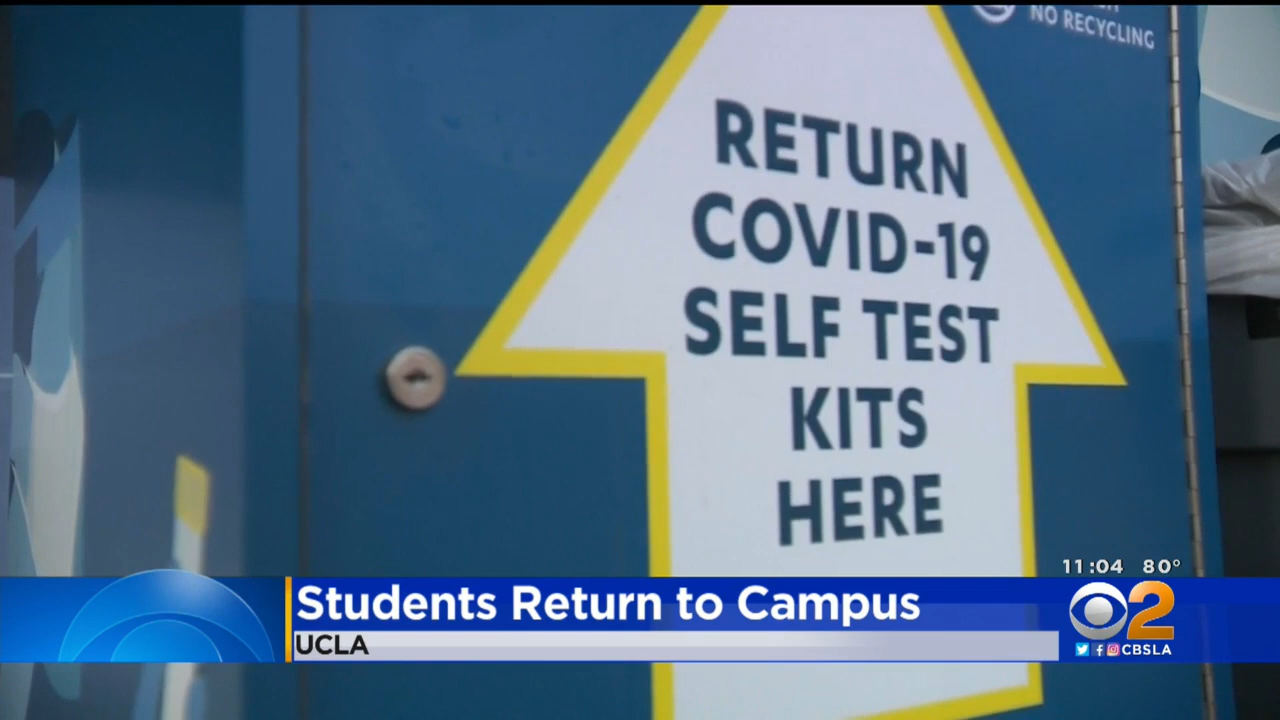 NO RECYCLING
RETURN
COVID-19
SELF TEST
KITS
HERE
11:04 80°
Students Return to Campus
UCLA
2
CBSLA